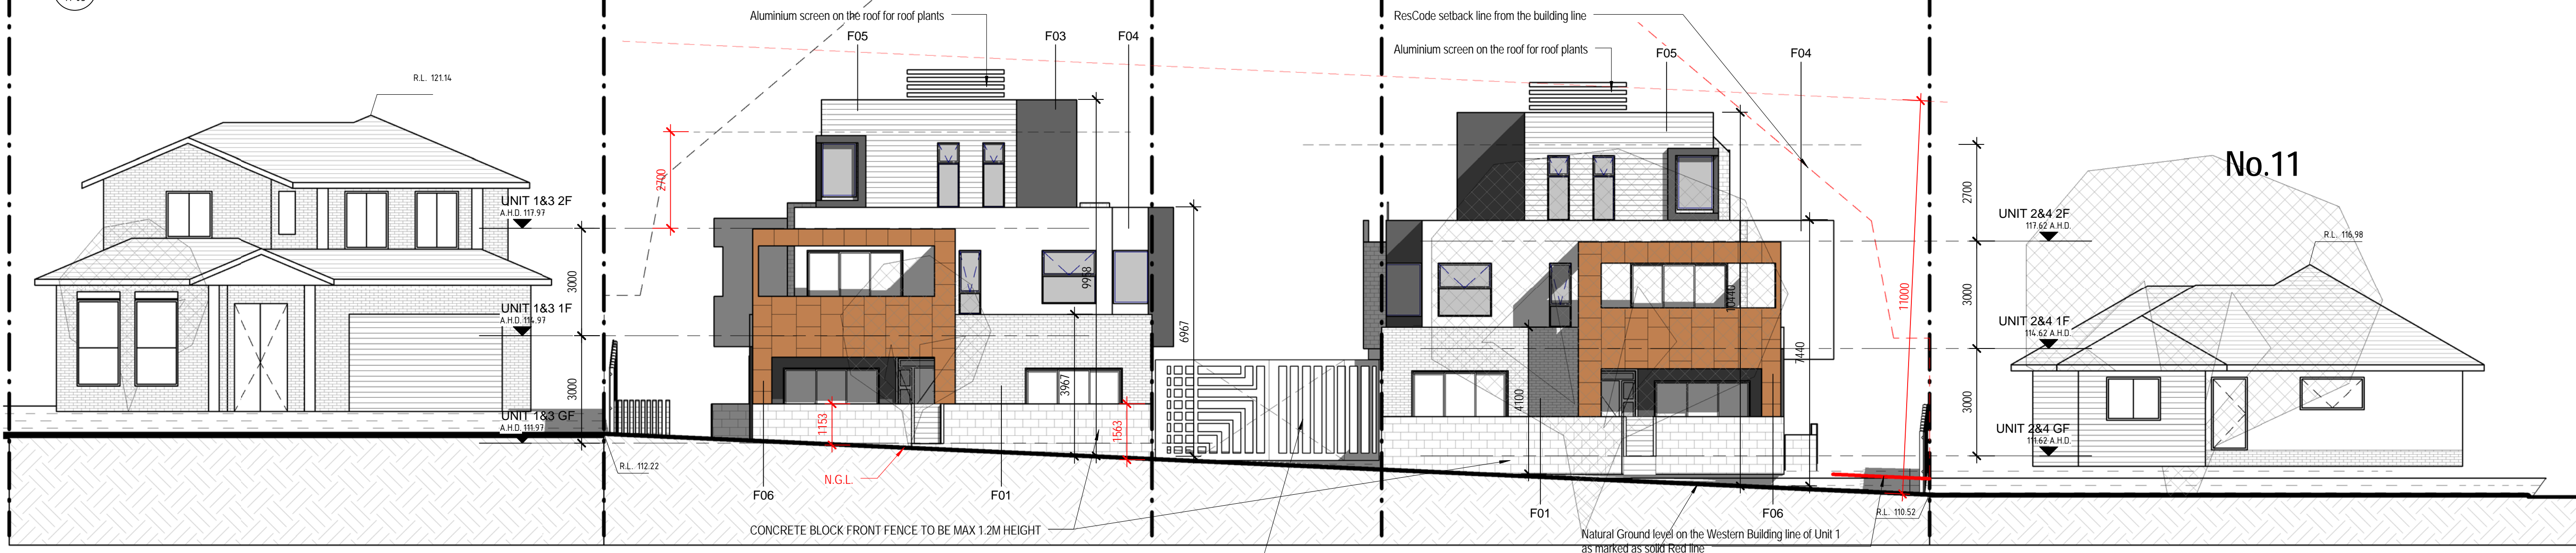 Aluminium screen on the roof for roof plants
F05
F03
F04
ResCode setback line from the building line
Aluminium screen on the roof for roof plants
F05
F04
R.L. 121.14
No.11
2700
2700
UNIT 1&3 2F
A.H.D. 117.97
UNIT 2&4 2F
117.62 A.H.D.
R.L. 116.98
3000
9958
6967
10440
11000
3000
UNIT 1&3 1F
A.H.D. 114.97
UNIT 2&4 1F
114.62 A.H.D.
7440
3000
3967
4100
3000
UNIT 1&3 GF
A.H.D. 111.97
1153
1563
UNIT 2&4 GF
111.62 A.H.D.
R.L. 112.22
N.G.L.
F06
F01
F01
F06
R.L. 110.52
CONCRETE BLOCK FRONT FENCE TO BE MAX 1.2M HEIGHT
Natural Ground level on the Western Building line of Unit 1
as marked as solid Red line